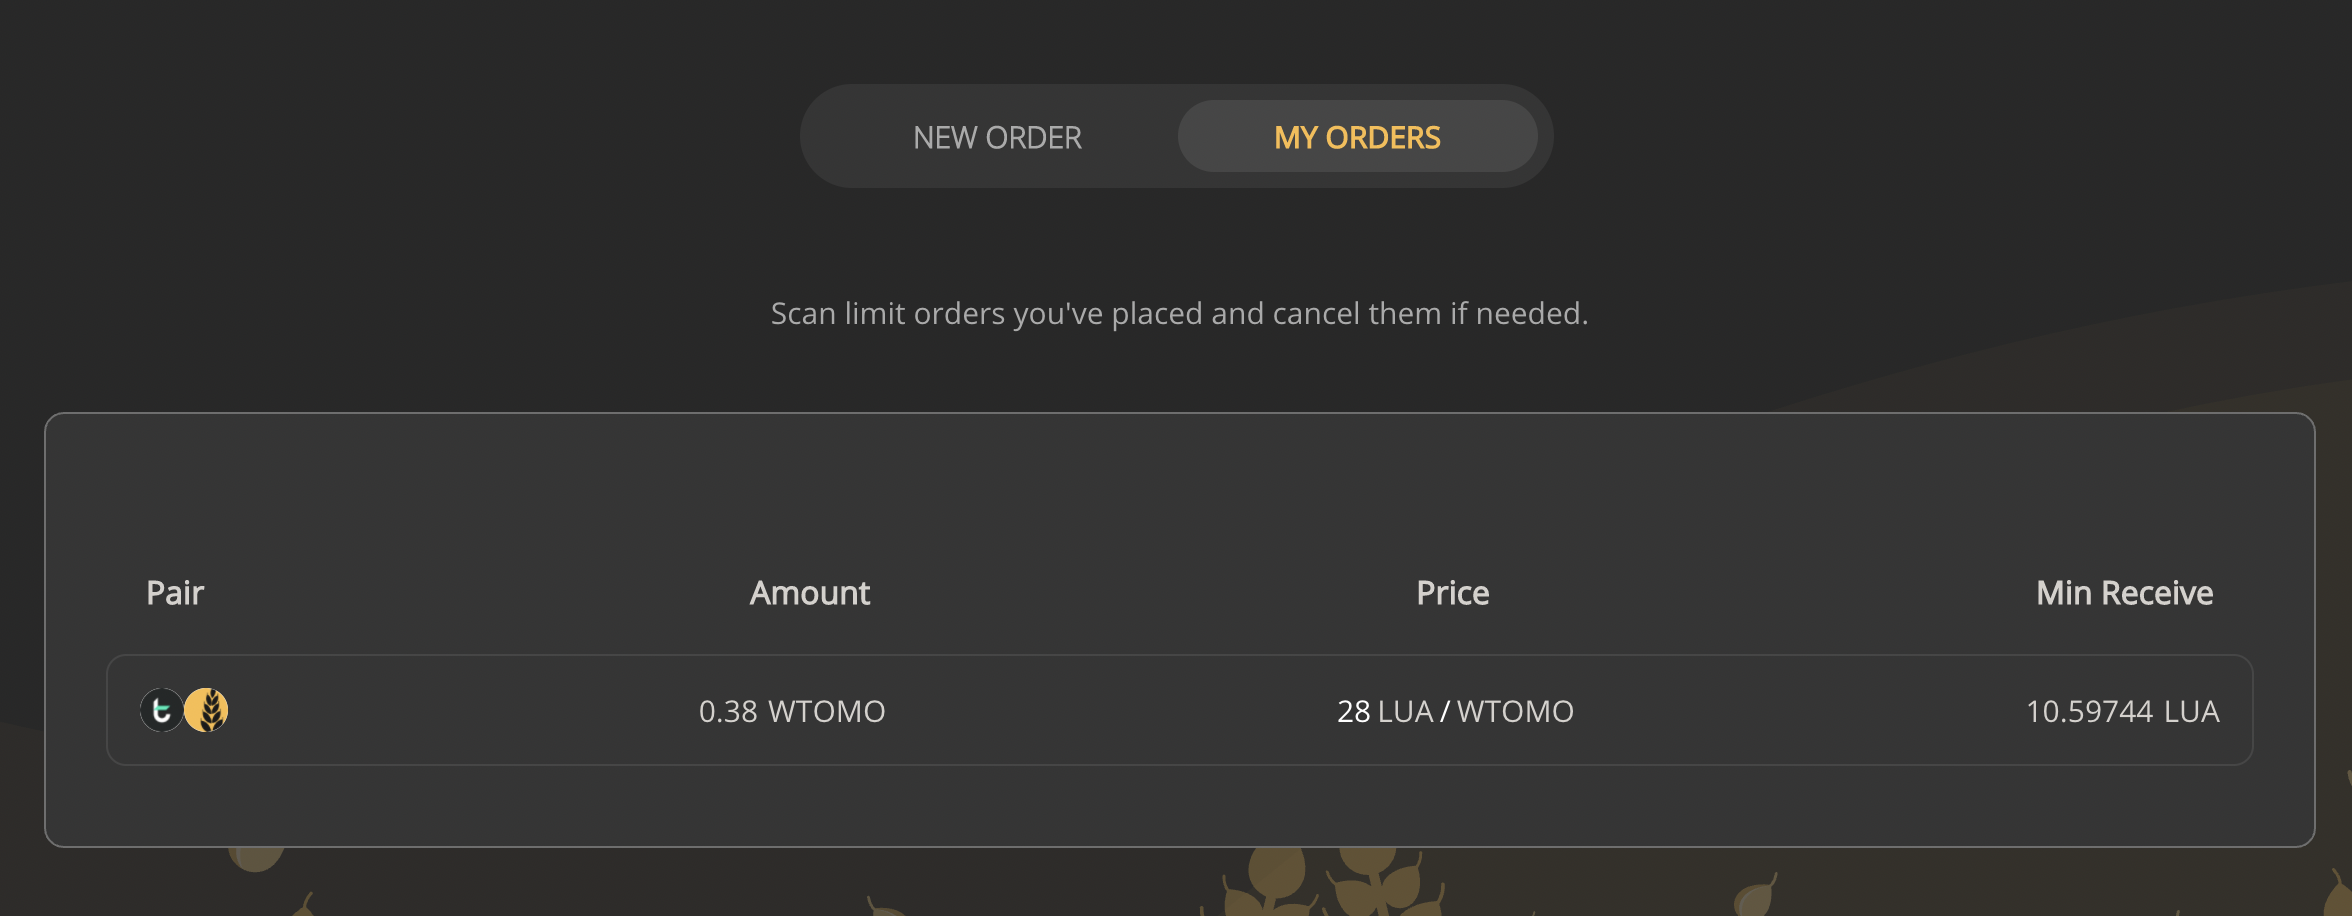 NEW ORDER MY ORDERS
Scan limit orders you've placed and cancel them if needed.
Pair Amount Price Min Receive
0.38 WTOMO 28 LUA / WTOMO 10.59744 LUA